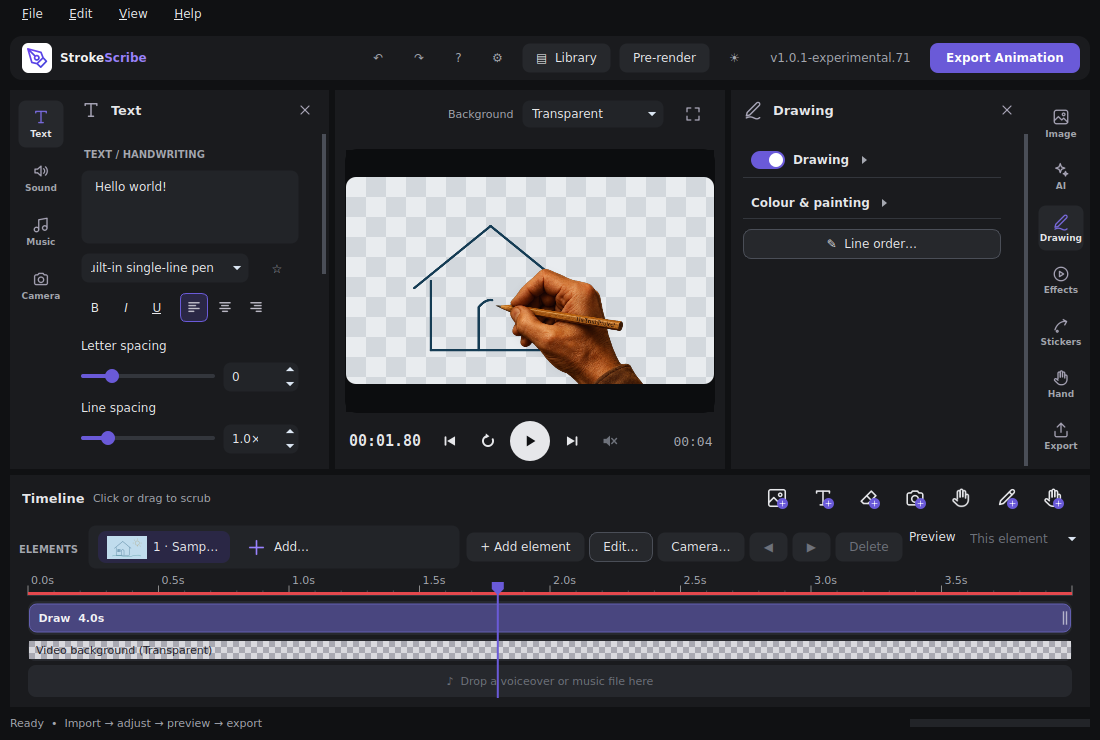 File Edit View Help
StrokeScribe
? Library Pre-render v1.0.1-experimental.71 Export Animation
Text
Sound
Music
Camera
Text
TEXT / HANDWRITING
Hello world!
uilt-in single-line pen
B I U
Letter spacing
0
Line spacing
1.0×
Background Transparent
00:01.80 00:04
Drawing
Drawing
Colour & painting
Line order…
Image
AI
Drawing
Effects
Stickers
Hand
Export
Timeline Click or drag to scrub
ELEMENTS 1 · Samp… Add… + Add element Edit… Camera… Delete Preview This element
0.0s 0.5s 1.0s 1.5s 2.0s 2.5s 3.0s 3.5s
Draw 4.0s
Video background (Transparent)
♪ Drop a voiceover or music file here
Ready • Import → adjust → preview → export